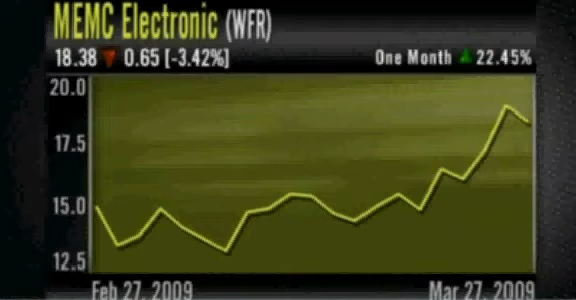 MEMC Electronic (WFR)
18.38 ▼ 0.65 [-3.42%] One Month ▲ 22.45%
20.0
17.5
15.0
12.5
Feb 27, 2009 Mar 27, 2009